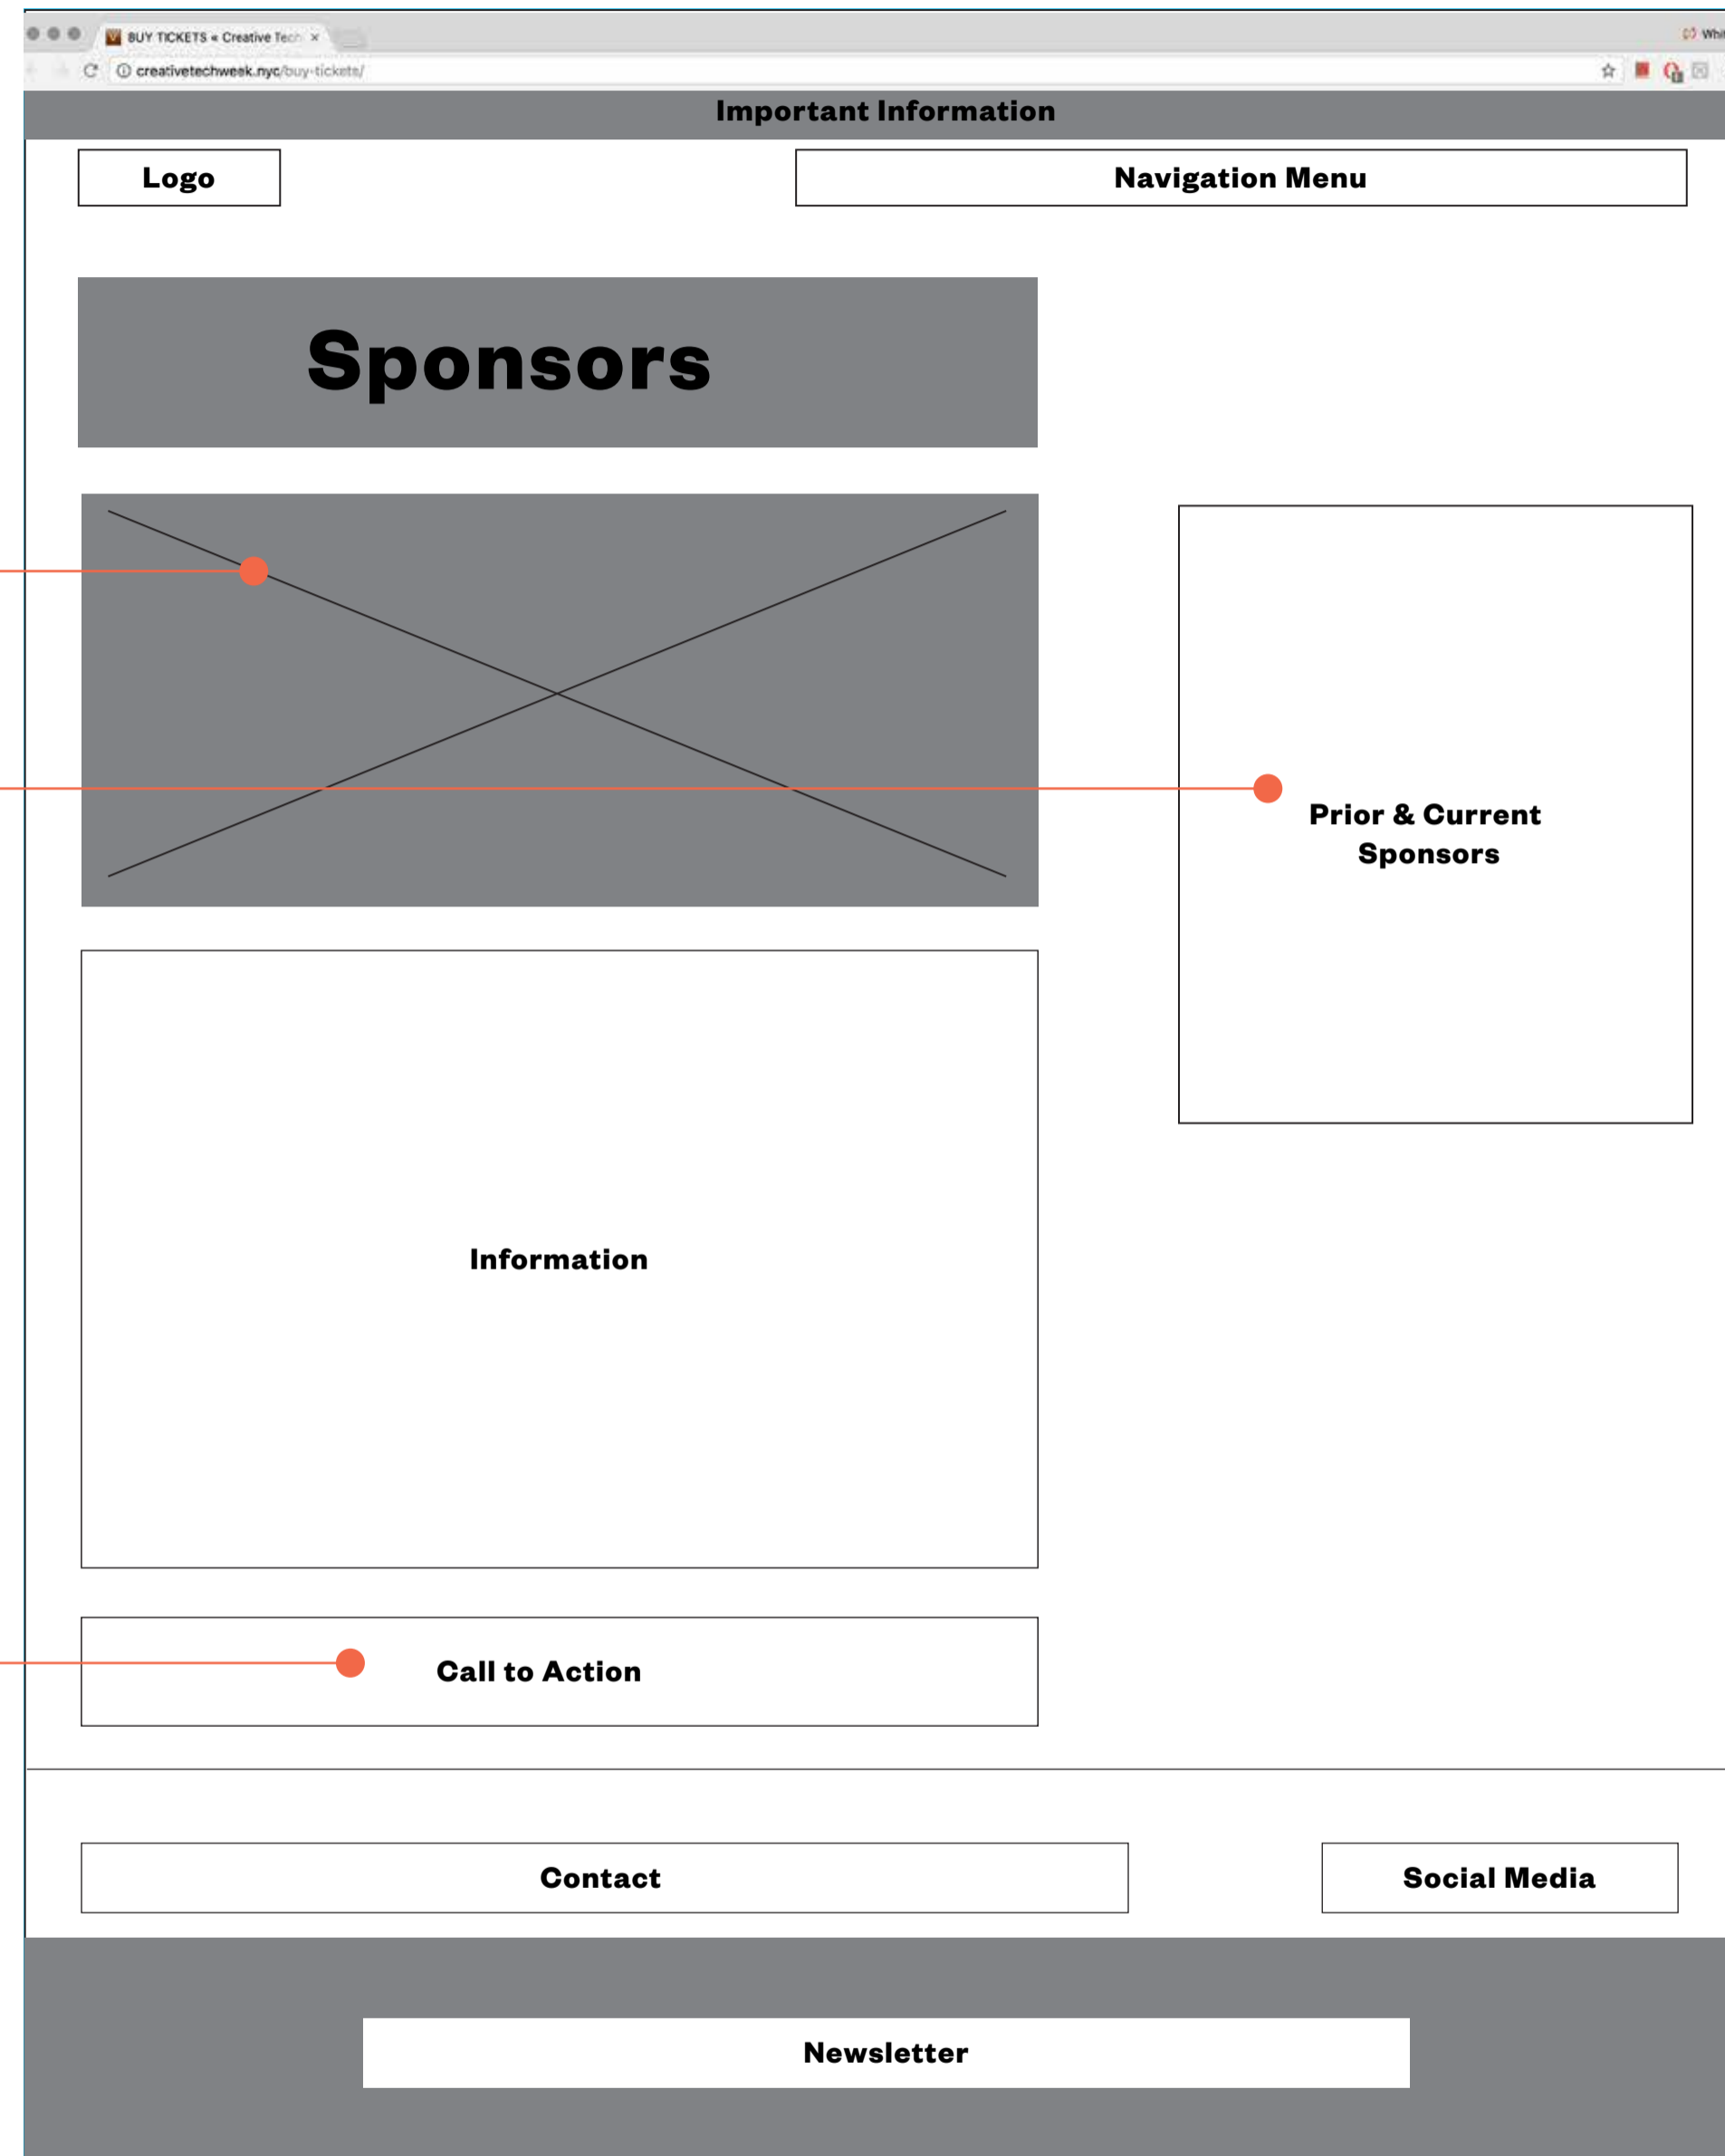 BUY TICKETS « Creative Tech
creativetechweek.nyc/buy-tickets/
Important Information
Logo
Navigation Menu
Sponsors
Prior & Current
Sponsors
Information
Call to Action
Contact
Social Media
Newsletter